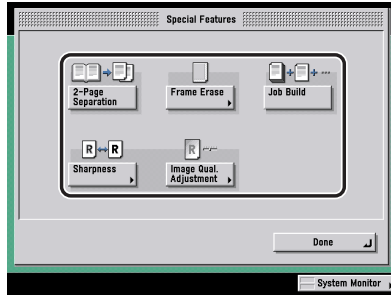 Special Features
2-Page
Separation
Frame Erase
Job Build
R R
Sharpness
R
Image Qual.
Adjustment
Done
System Monitor